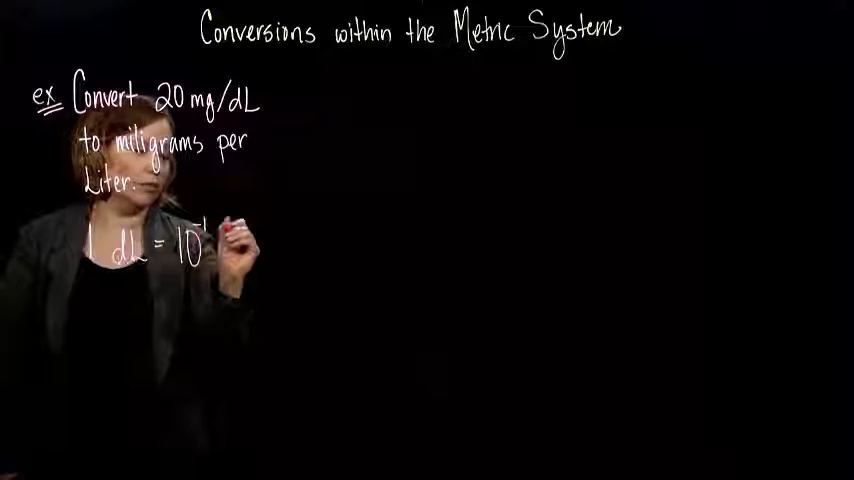 Conversions within the Metric System
ex Convert 20 mg/dL
to miligrams per
Liter.
1 dL = 10⁻¹